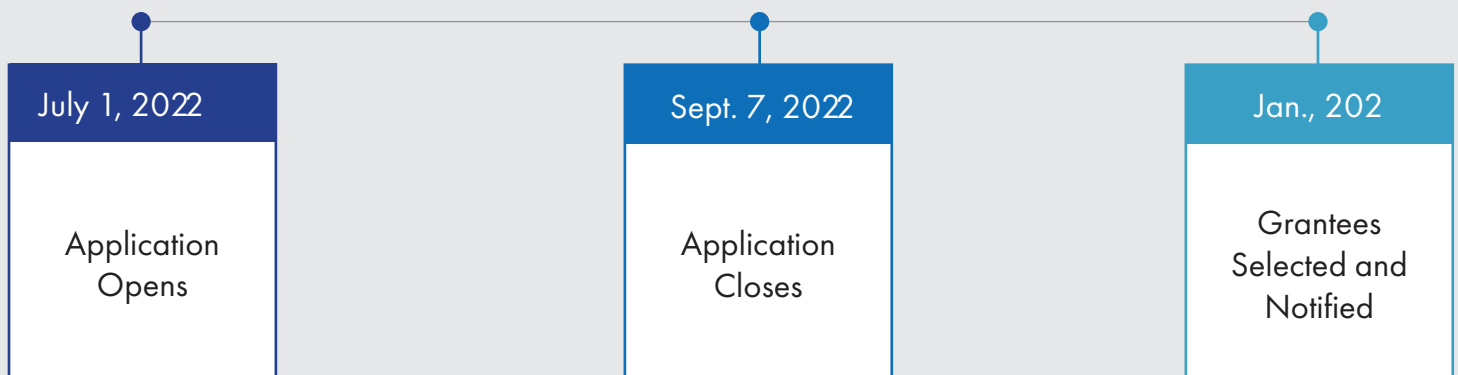 July 1, 2022
Sept. 7, 2022
Jan., 202
Application
Opens
Application
Closes
Grantees
Selected and
Notified